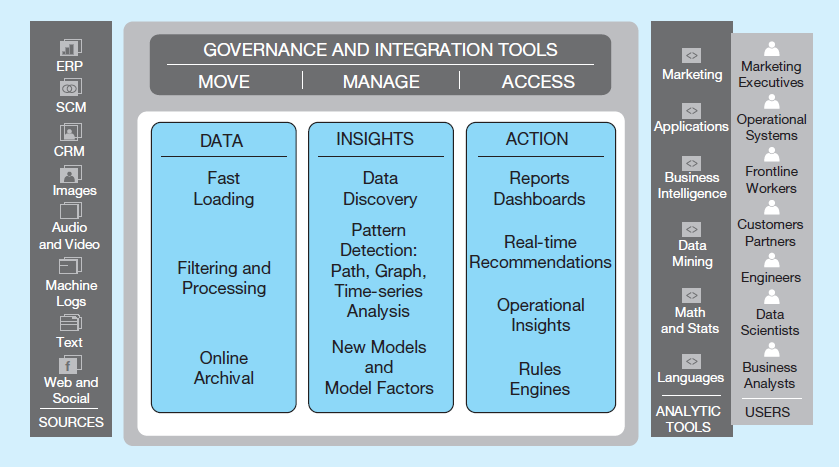 ERP
SCM
CRM
Images
Audio
and Video
Machine
Logs
Text
f
Web and
Social
SOURCES
GOVERNANCE AND INTEGRATION TOOLS
MOVE
MANAGE
ACCESS
DATA
Fast
Loading
Filtering and
Processing
Online
Archival
INSIGHTS
Data
Discovery
Pattern
Detection:
Path, Graph,
Time-series
Analysis
New Models
and
Model Factors
ACTION
Reports
Dashboards
Real-time
Recommendations
Operational
Insights
Rules
Engines
<>
Marketing
<>
Applications
<>
Business
Intelligence
<>
Data
Mining
<>
Math
and Stats
<>
Languages
ANALYTIC
TOOLS
Marketing
Executives
Operational
Systems
Frontline
Workers
Customers
Partners
Engineers
Data
Scientists
Business
Analysts
USERS